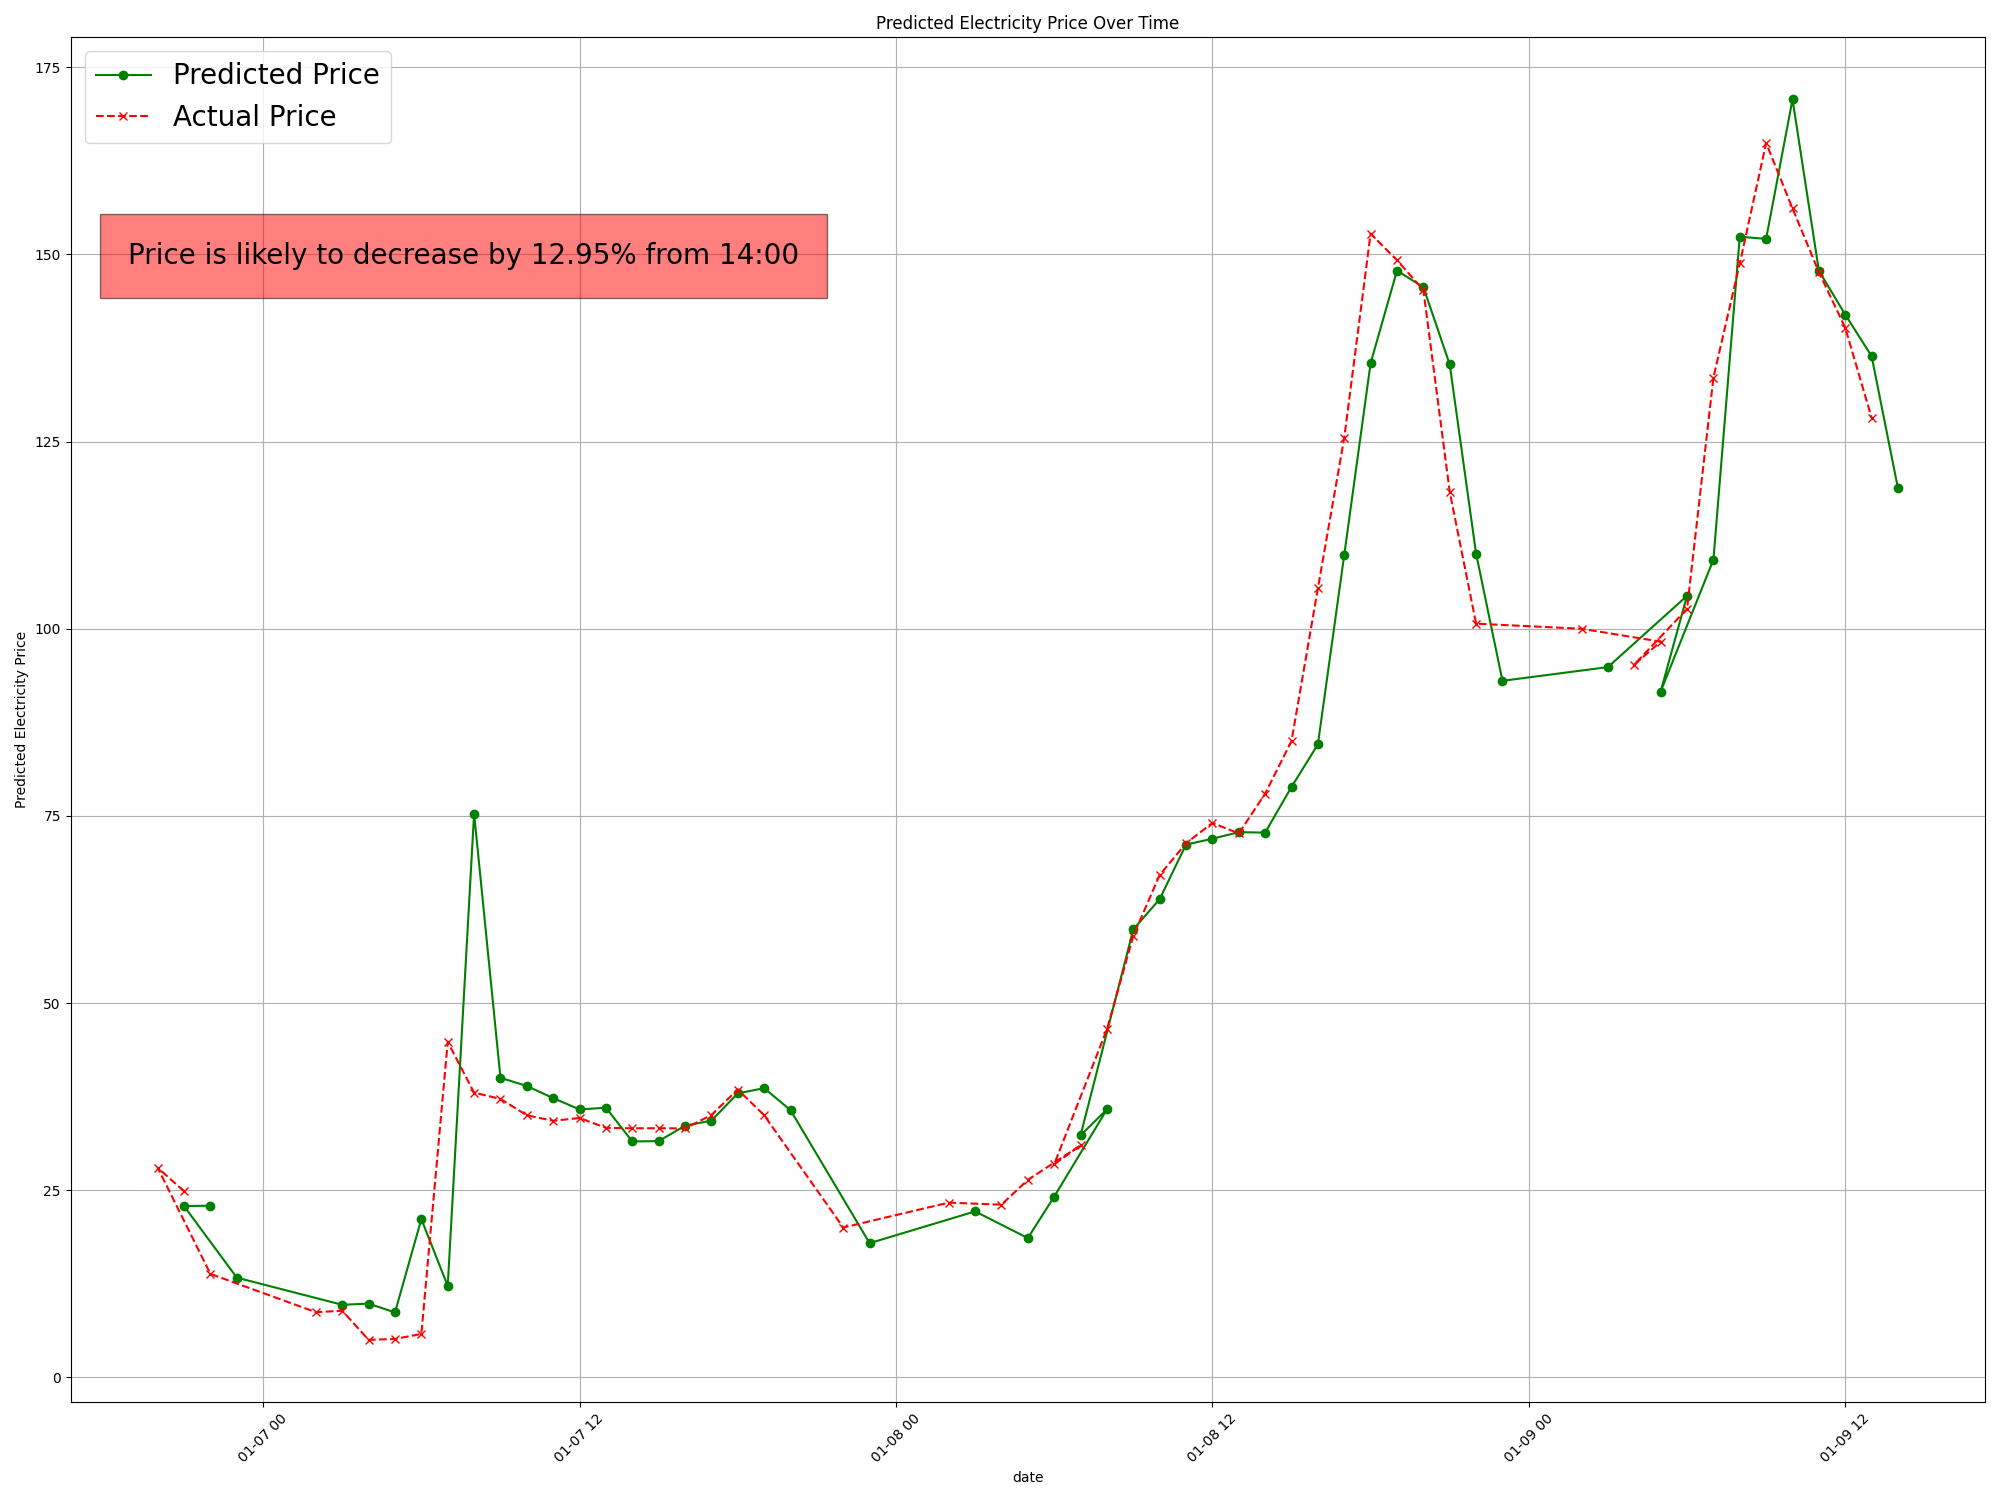 Predicted Electricity Price Over Time
175
150
125
100
75
50
25
0
Predicted Price
Actual Price
Price is likely to decrease by 12.95% from 14:00
Predicted Electricity Price
01-07 00
01-07 12
01-08 00
01-08 12
01-09 00
01-09 12
date